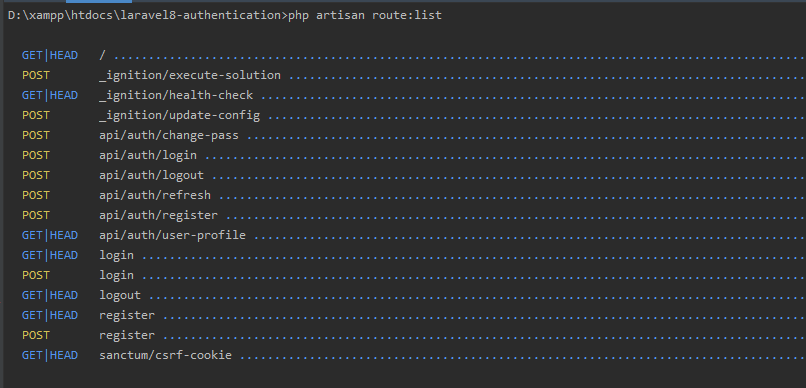 D:\xampp\htdocs\laravel8-authentication>php artisan route:list
GET|HEAD / ....................................................................................................
POST _ignition/execute-solution ..........................................................................
GET|HEAD _ignition/health-check ..............................................................................
POST _ignition/update-config .............................................................................
POST api/auth/change-pass ................................................................................
POST api/auth/login ......................................................................................
POST api/auth/logout .....................................................................................
POST api/auth/refresh ....................................................................................
POST api/auth/register ...................................................................................
GET|HEAD api/auth/user-profile ...............................................................................
GET|HEAD login ...............................................................................................
POST login ...............................................................................................
GET|HEAD logout ..............................................................................................
GET|HEAD register ............................................................................................
POST register ............................................................................................
GET|HEAD sanctum/csrf-cookie .................................................................................